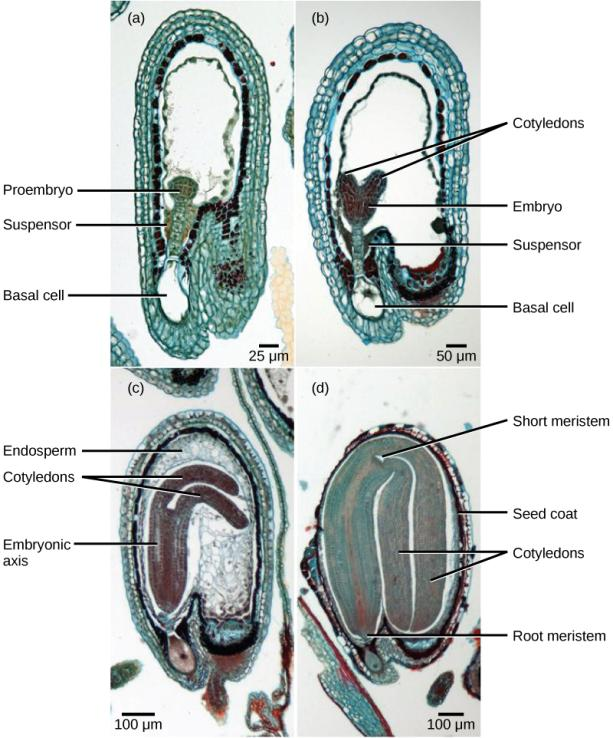 (a)
Proembryo
Suspensor
Basal cell
25 µm
(b)
Cotyledons
Embryo
Suspensor
Basal cell
50 µm
(c)
Endosperm
Cotyledons
Embryonic
axis
100 µm
(d)
Short meristem
Seed coat
Cotyledons
Root meristem
100 µm